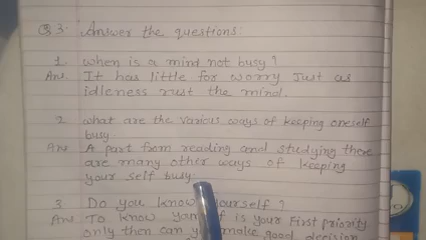 Q3. Answer the questions:
1. when is a mind not busy?
Ans. It has little for worry Just as
idleness rust the mind.
2. what are the various ways of keeping oneself
busy.
Ans A part from reading and studying there
are many other ways of keeping
your self busy.
3 Do you know yourself?
Ans To know is your First priority
only then can you make good decision